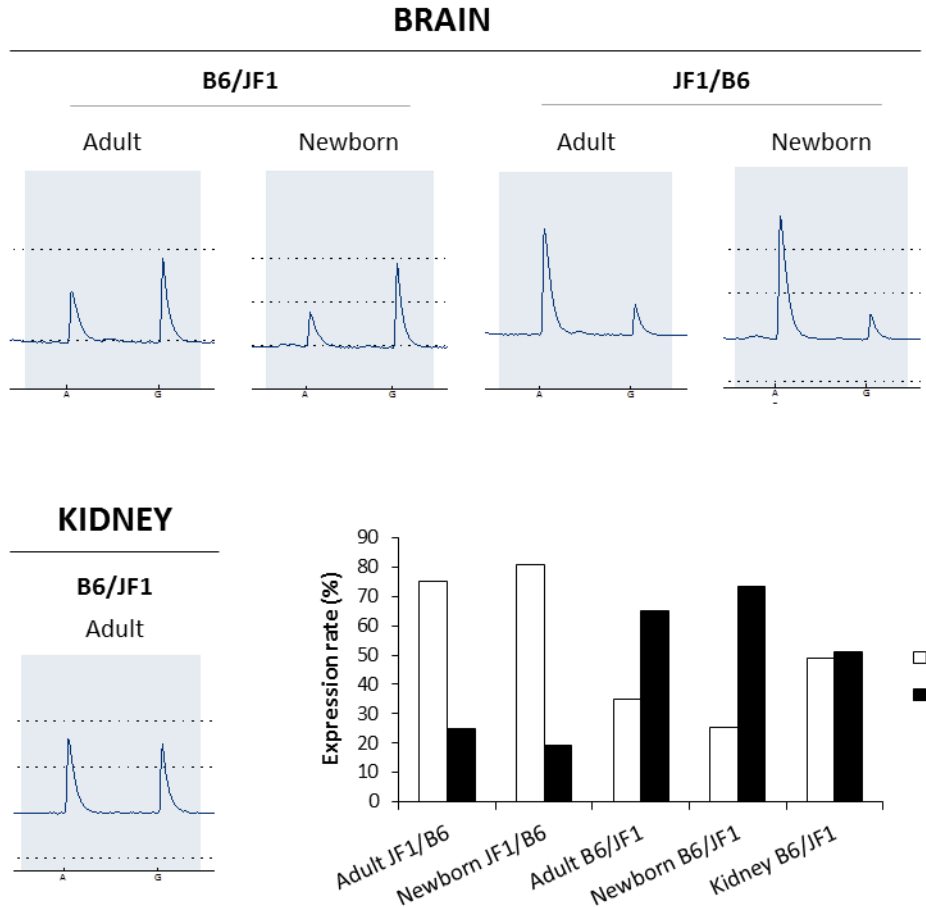 BRAIN
B6/JF1 JF1/B6
Adult Newborn Adult Newborn
A G A G A G A G
KIDNEY
B6/JF1
Adult
A G
Expression rate (%)
90
80
70
60
50
40
30
20
10
0
Adult JF1/B6
Newborn JF1/B6
Adult B6/JF1
Newborn B6/JF1
Kidney B6/JF1